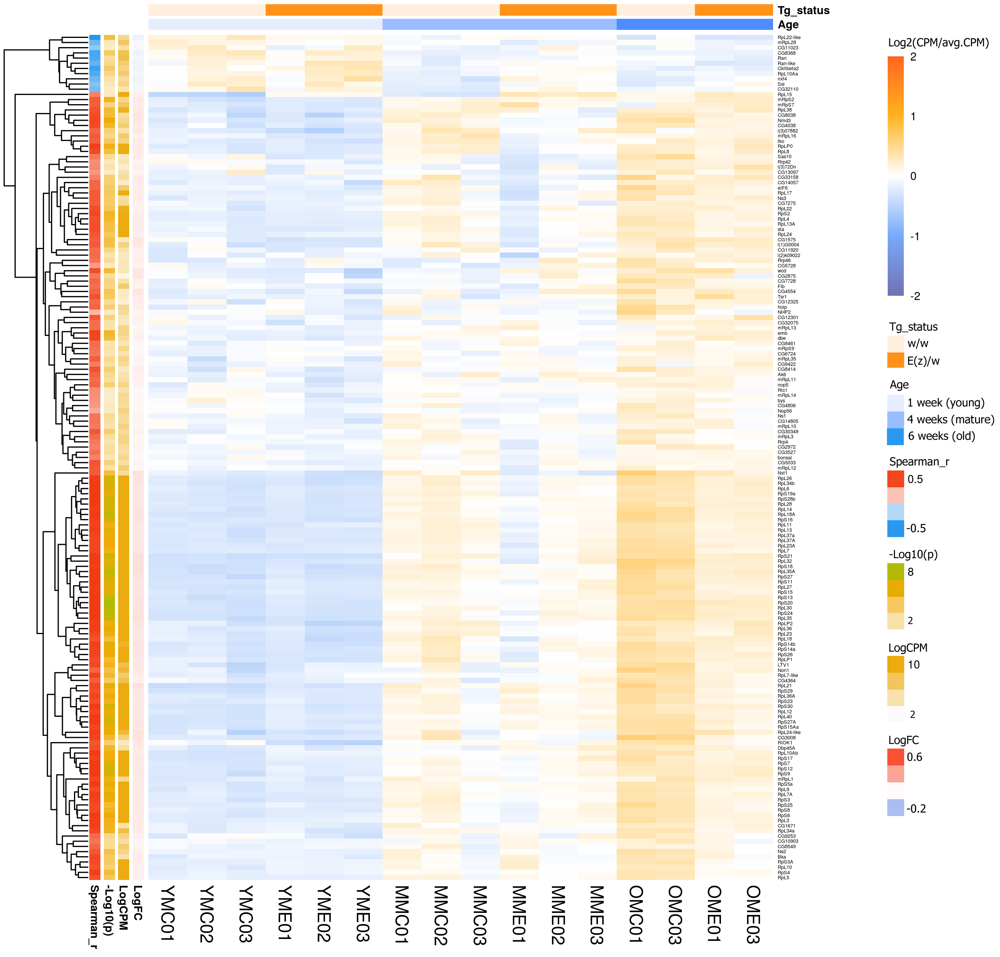 Tg_status
Age
RpL22-like
mRpL28
CG11023
CG8368
Ran
Ran-like
CkIIbeta2
RpL10Aa
nxf4
Ssl
CG32110
RpL15
mRpS2
mRpS7
RpL38
CG8038
Nmd3
CG4038
l(3)07882
mRpL16
tko
RpLP0
RpL8
Sas10
Rrp42
l(3)72Dn
CG13097
CG33158
CG14057
eIF6
RpL17
Ns3
CG7275
RpL22
RpS2
RpL4
RpL13A
sta
RpL24
CG1575
l(1)G0004
CG11920
l(2)k09022
Rrp46
CG5728
wcd
CG2875
CG7728
Fib
CG4554
Tsr1
CG12325
hoip
NHP2
CG12301
CG32075
mRpL13
emb
dbe
CG8461
mRpS9
CG6724
mRpL35
CG9422
CG8414
Ak6
mRpL11
nop5
Rtc1
mRpL14
bys
CG4806
Nop56
Ns1
CG14805
mRpL10
CG30349
mRpL3
Rrp4
CG2972
CG3527
bonsai
CG5033
mRpL12
Nxt1
RpL26
RpL34b
RpL6
RpS19a
RpS28b
RpL28
RpL14
RpL18A
RpS16
RpL11
RpL13
RpL37a
RpL37A
RpL23A
RpL7
RpS21
RpL32
RpS18
RpL35A
RpS27
RpS11
RpL27
RpS15
RpS13
RpS20
RpL30
RpS24
RpL35
RpLP2
RpL36
RpL23
RpL18
RpS14b
RpS14a
RpS26
RpLP1
LTV1
Non1
RpL7-like
CG4364
RpL21
RpS29
RpL36A
RpS23
RpS30
RpL12
RpL40
RpS27A
RpS15Aa
RpL24-like
CG3008
RIOK1
Dbp45A
RpL10Ab
RpS17
RpS7
RpS12
RpS9
mRpL1
RpS5a
RpL9
RpL7A
RpS3
RpS25
RpS8
RpS6
RpL3
CG1671
RpL34a
CG9253
CG10903
CG8549
Ns2
Bka
RpS3A
RpL10
RpS4
RpL5
Spearman_r
-Log10(p)
LogCPM
LogFC
YMC01
YMC02
YMC03
YME01
YME02
YME03
MMC01
MMC02
MMC03
MME01
MME02
MME03
OMC01
OMC03
OME01
OME03
Log2(CPM/avg.CPM)
2
1
0
-1
-2
Tg_status
w/w
E(z)/w
Age
1 week (young)
4 weeks (mature)
6 weeks (old)
Spearman_r
0.5
-0.5
-Log10(p)
8
2
LogCPM
10
2
LogFC
0.6
-0.2